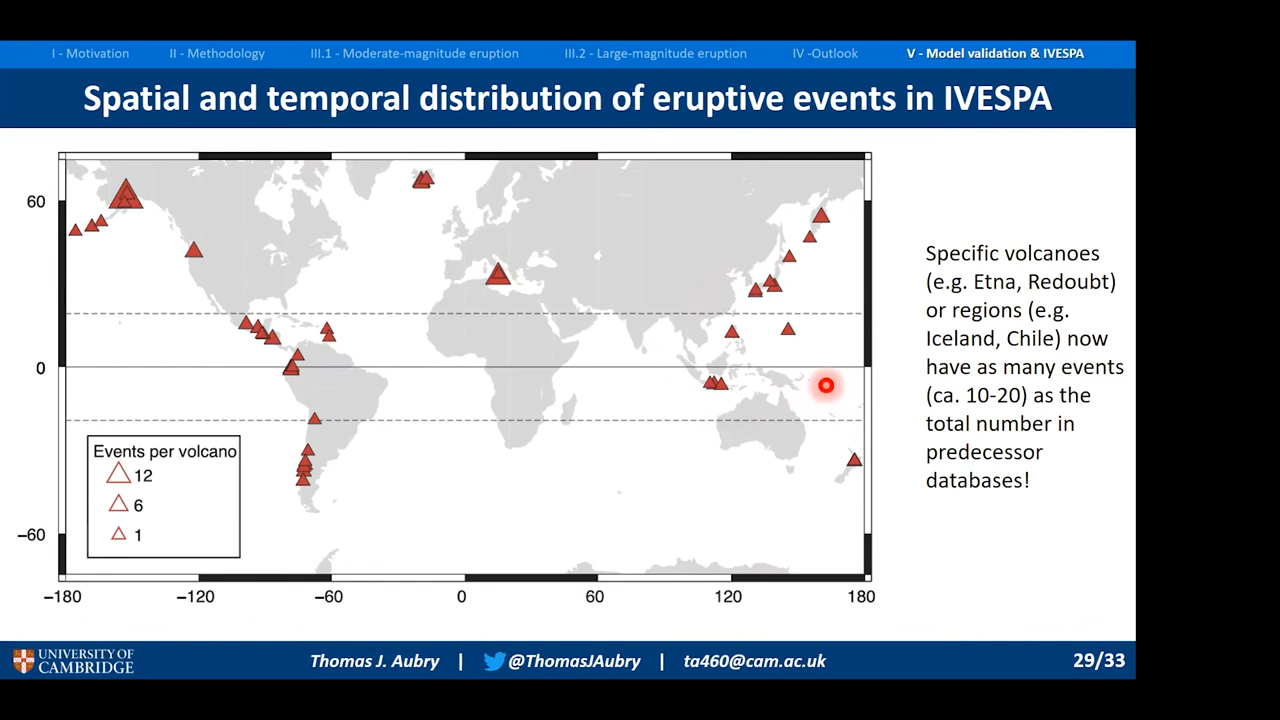 I - Motivation
II - Methodology
III.1 - Moderate-magnitude eruption
III.2 - Large-magnitude eruption
IV -Outlook
V - Model validation & IVESPA
Spatial and temporal distribution of eruptive events in IVESPA
60
0
−60
−180
−120
−60
0
60
120
180
Events per volcano
12
6
1
Specific volcanoes
(e.g. Etna, Redoubt)
or regions (e.g.
Iceland, Chile) now
have as many events
(ca. 10-20) as the
total number in
predecessor
databases!
UNIVERSITY OF
CAMBRIDGE
Thomas J. Aubry | @ThomasJAubry | ta460@cam.ac.uk
29/33